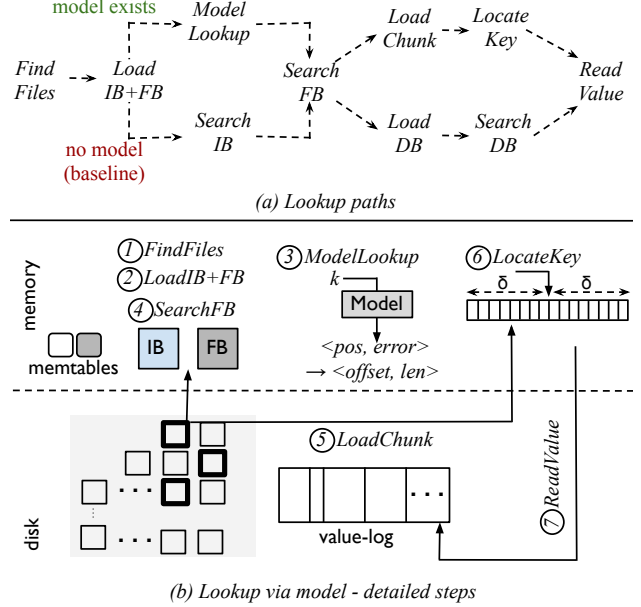 model exists
Model
Lookup
Load
Chunk
Locate
Key
Find
Files
Load
IB+FB
Search
FB
Read
Value
no model
(baseline)
Search
IB
Load
DB
Search
DB
(a) Lookup paths
memory
1 FindFiles
2 LoadIB+FB
4 SearchFB
3 ModelLookup
k
Model
<pos, error>
→ <offset, len>
6 LocateKey
δ δ
memtables
IB
FB
disk
5 LoadChunk
...
...
...
value-log
7 ReadValue
(b) Lookup via model - detailed steps